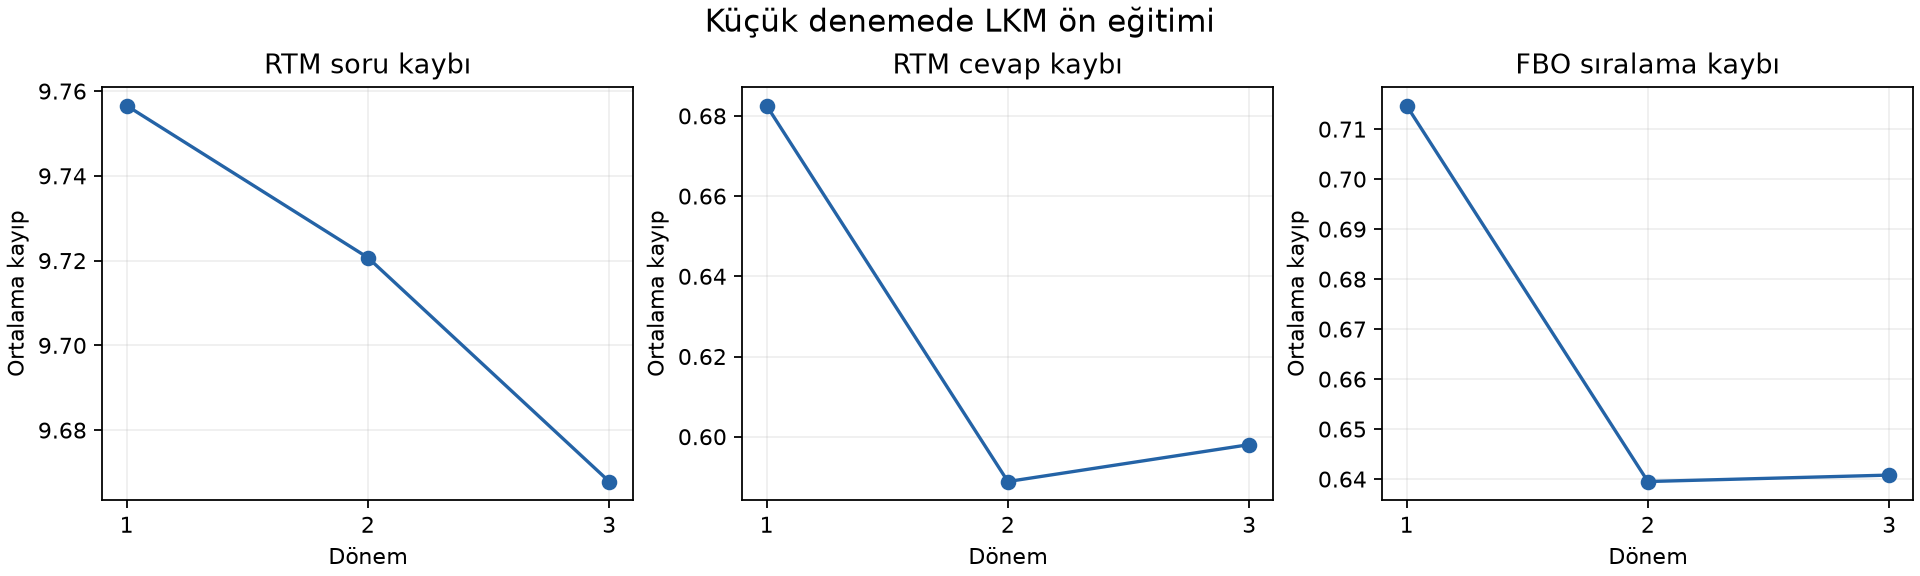 Küçük denemede LKM ön eğitimi
RTM soru kaybı
Ortalama kayıp
9.76
9.74
9.72
9.70
9.68
1 2 3
Dönem
RTM cevap kaybı
Ortalama kayıp
0.68
0.66
0.64
0.62
0.60
1 2 3
Dönem
FBO sıralama kaybı
Ortalama kayıp
0.71
0.70
0.69
0.68
0.67
0.66
0.65
0.64
1 2 3
Dönem